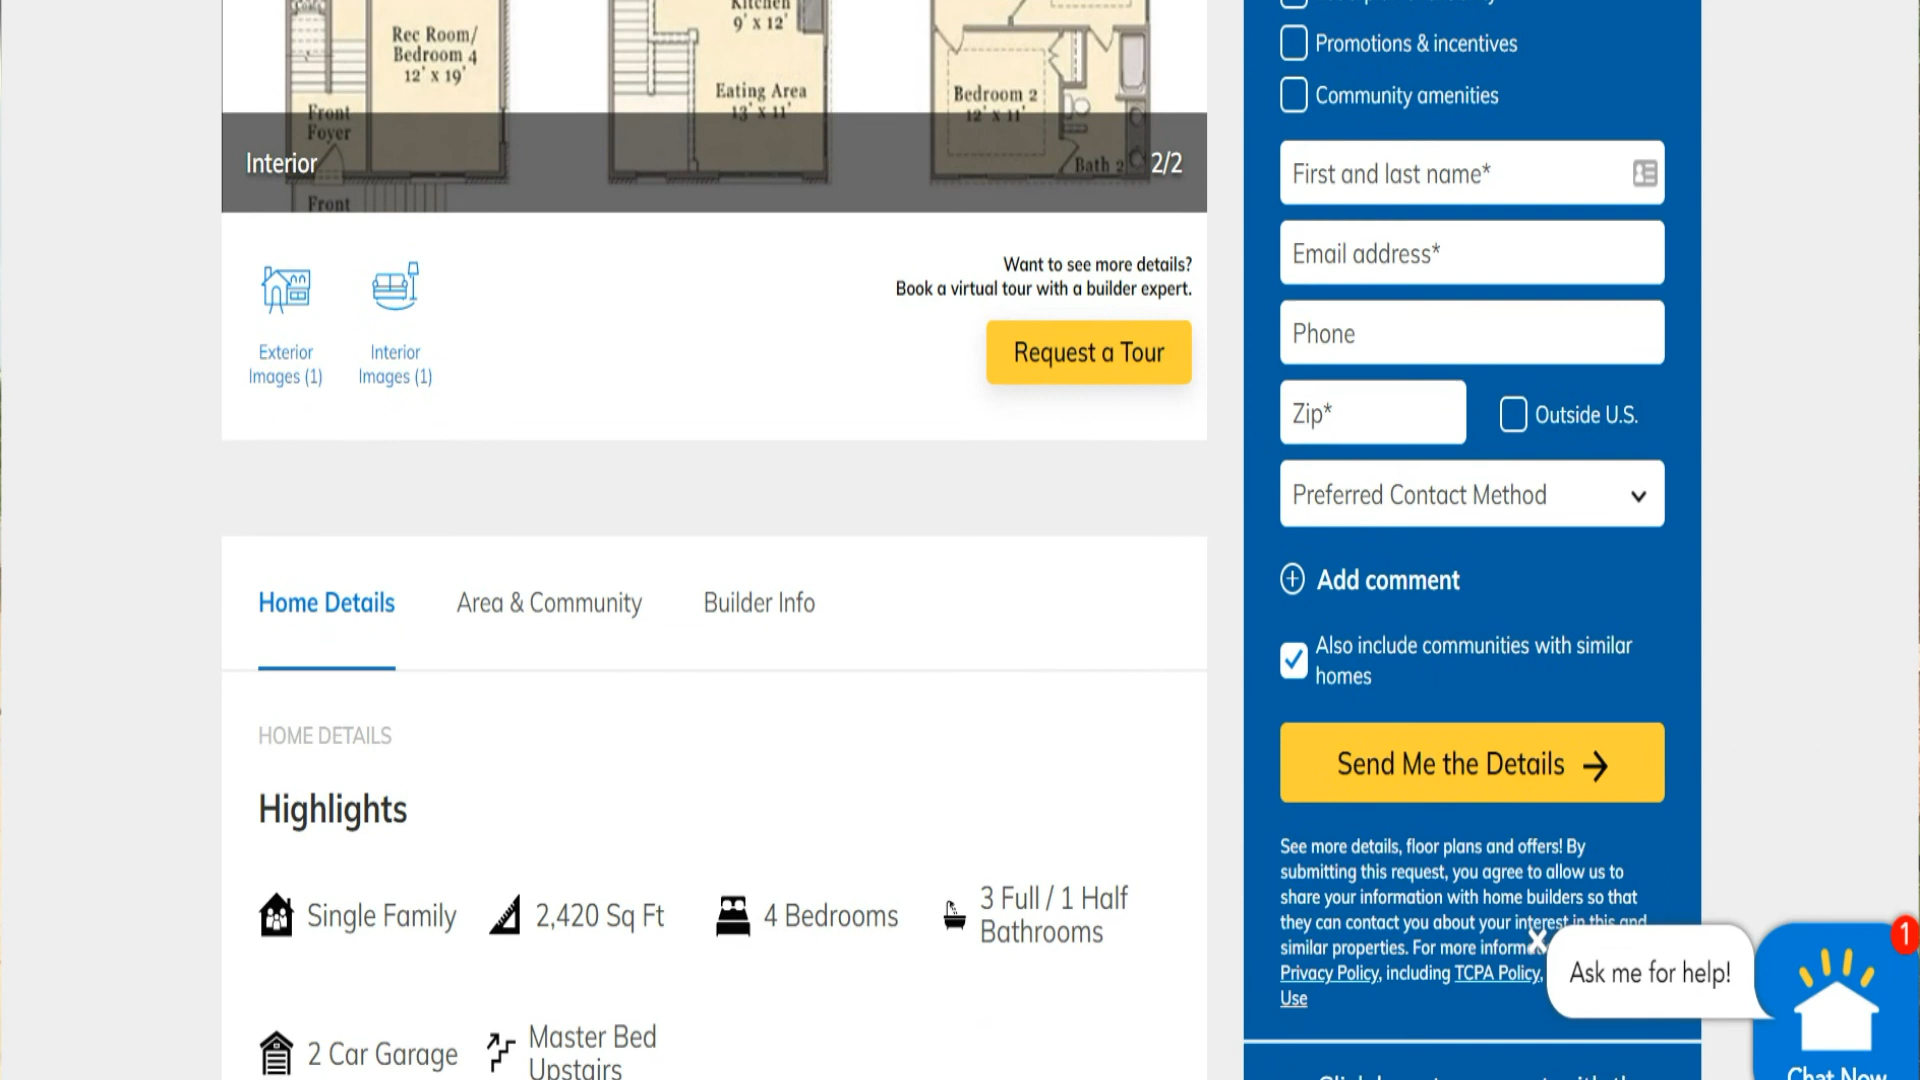 Kitchen
9' x 12'
Rec Room/
Bedroom 4
12' x 19'
Eating Area
13' x 11'
Bedroom 2
12' x 11'
Front
Foyer
Bath 2
Interior
2/2
Front
Exterior
Images (1)
Interior
Images (1)
Want to see more details?
Book a virtual tour with a builder expert.
Request a Tour
Home Details
Area & Community
Builder Info
HOME DETAILS
Highlights
Single Family
2,420 Sq Ft
4 Bedrooms
3 Full / 1 Half
Bathrooms
2 Car Garage
Master Bed
Upstairs
Promotions & incentives
Community amenities
First and last name*
Email address*
Phone
Zip*
Outside U.S.
Preferred Contact Method
Add comment
Also include communities with similar
homes
Send Me the Details
See more details, floor plans and offers! By
submitting this request, you agree to allow us to
share your information with home builders so that
they can contact you about your interest in this and
similar properties. For more inform
Privacy Policy, including TCPA Policy,
Use
Ask me for help!
1
Chat Now